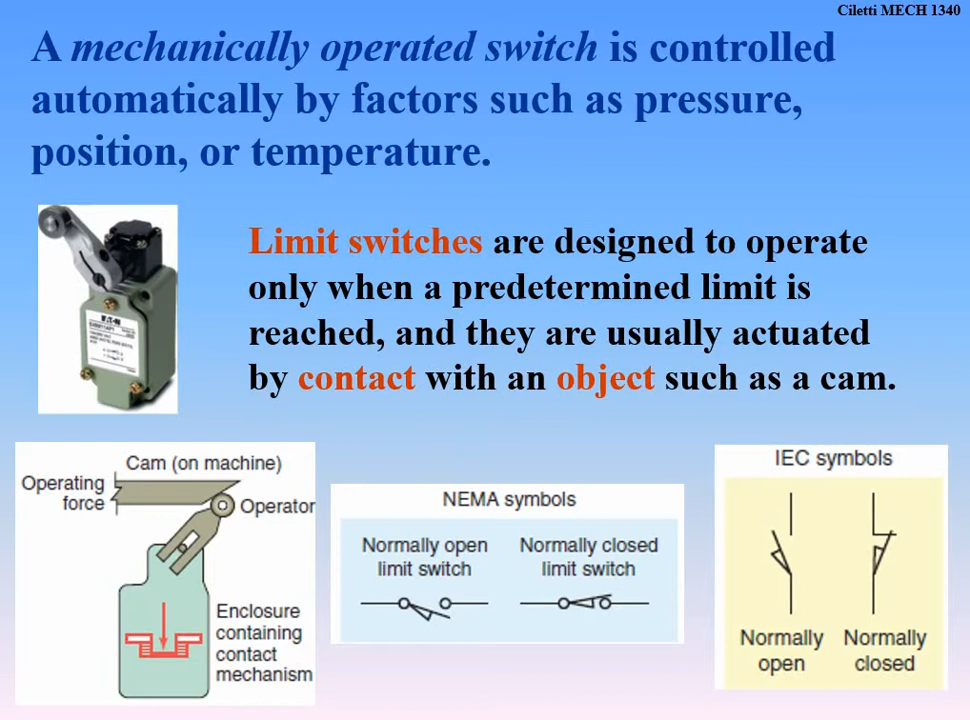 Ciletti MECH 1340
A mechanically operated switch is controlled
automatically by factors such as pressure,
position, or temperature.
Limit switches are designed to operate
only when a predetermined limit is
reached, and they are usually actuated
by contact with an object such as a cam.
Cam (on machine)
Operating
force
Operator
Enclosure
containing
contact
mechanism
NEMA symbols
Normally open
limit switch
Normally closed
limit switch
IEC symbols
Normally
open
Normally
closed